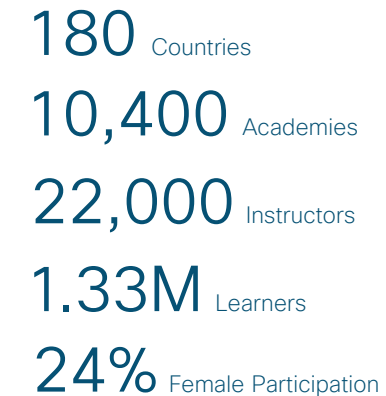 180 Countries
10,400 Academies
22,000 Instructors
1.33M Learners
24% Female Participation